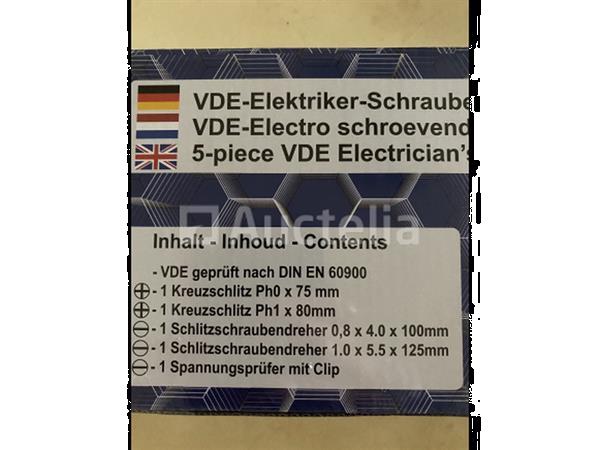 VDE-Elektriker-Schraube
VDE-Electro schroevend
5-piece VDE Electrician's
Auctelia
Inhalt - Inhoud - Contents
- VDE geprüft nach DIN EN 60900
- 1 Kreuzschlitz Ph0 x 75 mm
- 1 Kreuzschlitz Ph1 x 80mm
- 1 Schlitzschraubendreher 0,8 x 4.0 x 100mm
- 1 Schlitzschraubendreher 1.0 x 5.5 x 125mm
- 1 Spannungsprüfer mit Clip